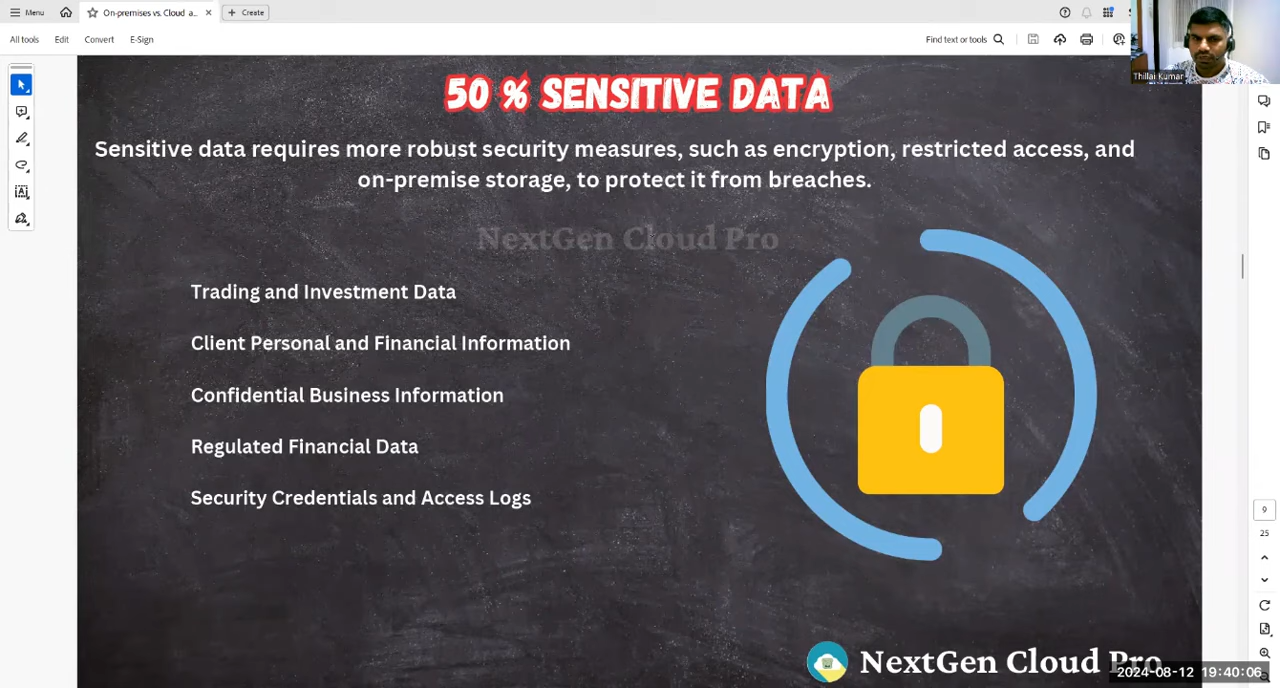 Menu
On-premises vs. Cloud a...
Create
All tools
Edit
Convert
E-Sign
Find text or tools
Thillai Kumar
50 % SENSITIVE DATA
Sensitive data requires more robust security measures, such as encryption, restricted access, and
on-premise storage, to protect it from breaches.
NextGen Cloud Pro
Trading and Investment Data
Client Personal and Financial Information
Confidential Business Information
Regulated Financial Data
Security Credentials and Access Logs
9
25
NextGen Cloud Pro
2024-08-12 19:40:06